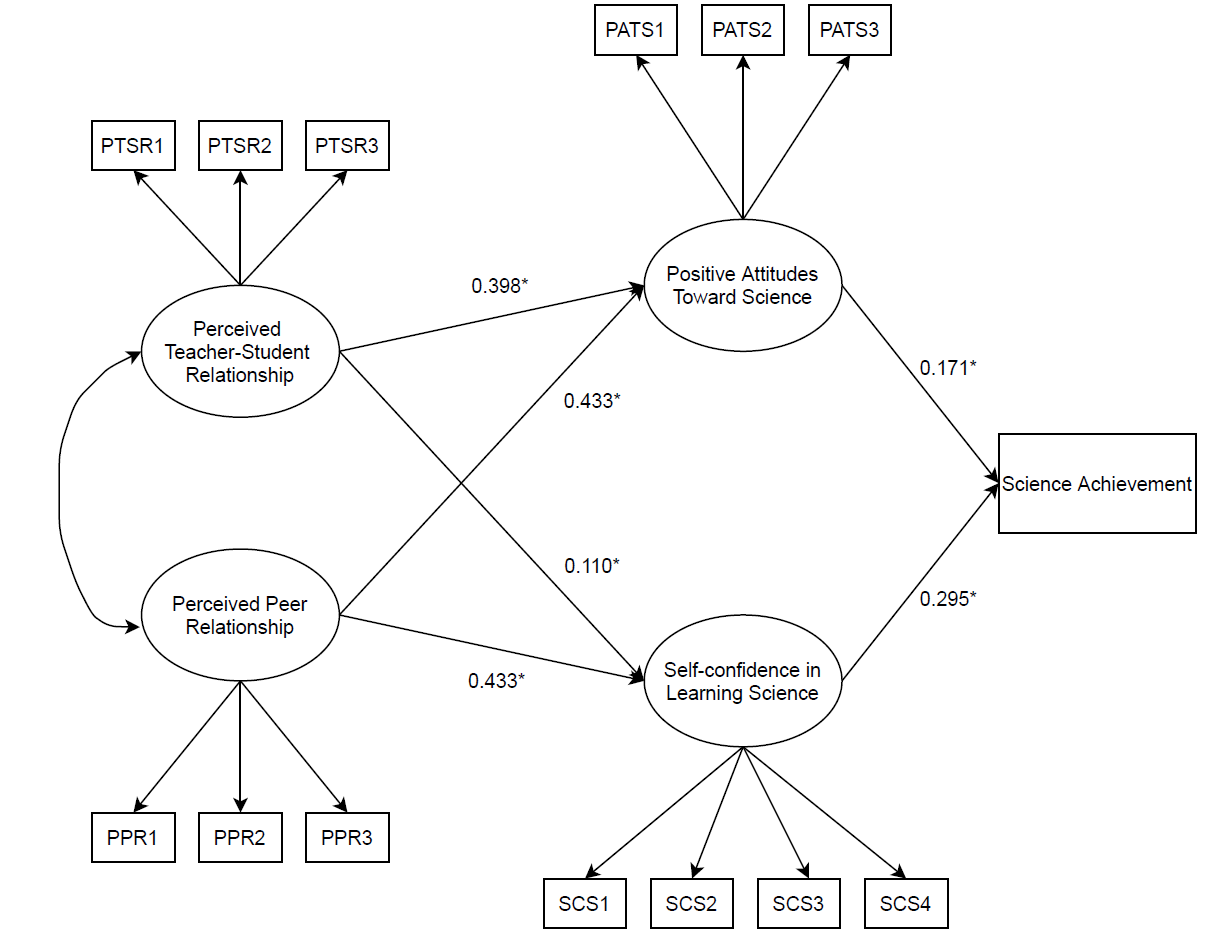 PATS1
PATS2
PATS3
PTSR1
PTSR2
PTSR3
Positive Attitudes
Toward Science
0.398*
Perceived
Teacher-Student
Relationship
0.171*
0.433*
Science Achievement
0.110*
Perceived Peer
Relationship
0.295*
0.433*
Self-confidence in
Learning Science
PPR1
PPR2
PPR3
SCS1
SCS2
SCS3
SCS4